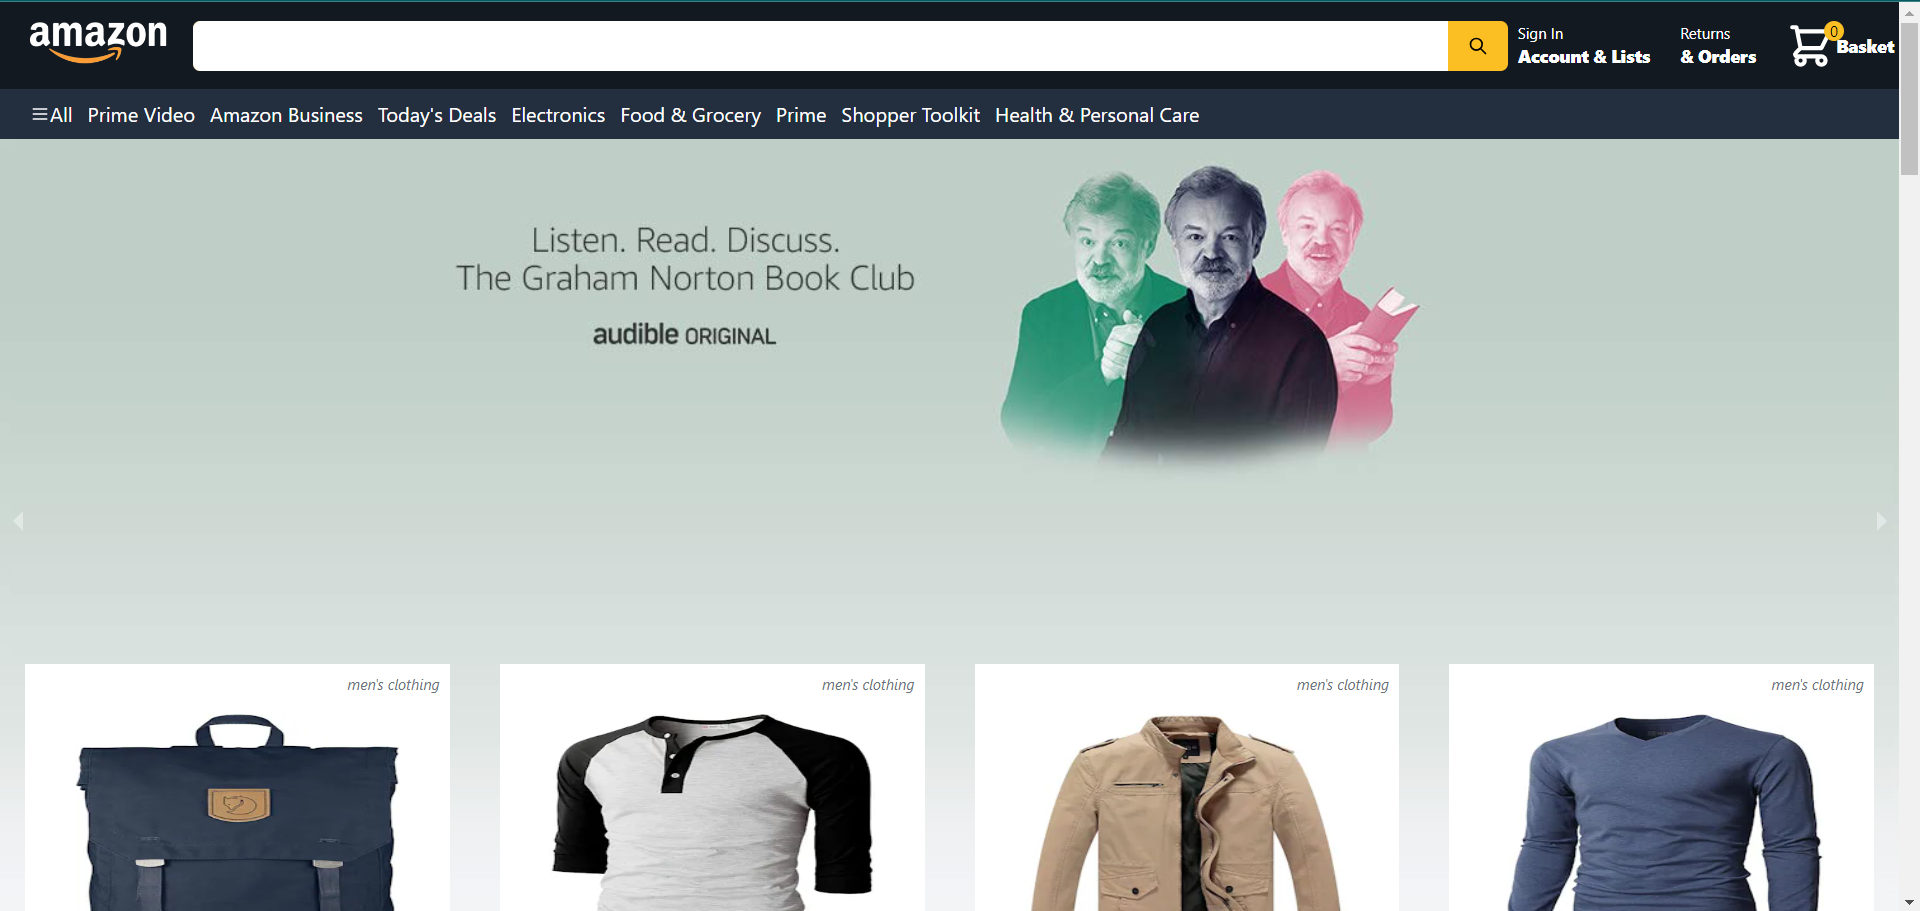 amazon
Sign In
Account & Lists
Returns
& Orders
0
Basket
All Prime Video Amazon Business Today's Deals Electronics Food & Grocery Prime Shopper Toolkit Health & Personal Care
Listen. Read. Discuss.
The Graham Norton Book Club
audible ORIGINAL
men's clothing
men's clothing
men's clothing
men's clothing